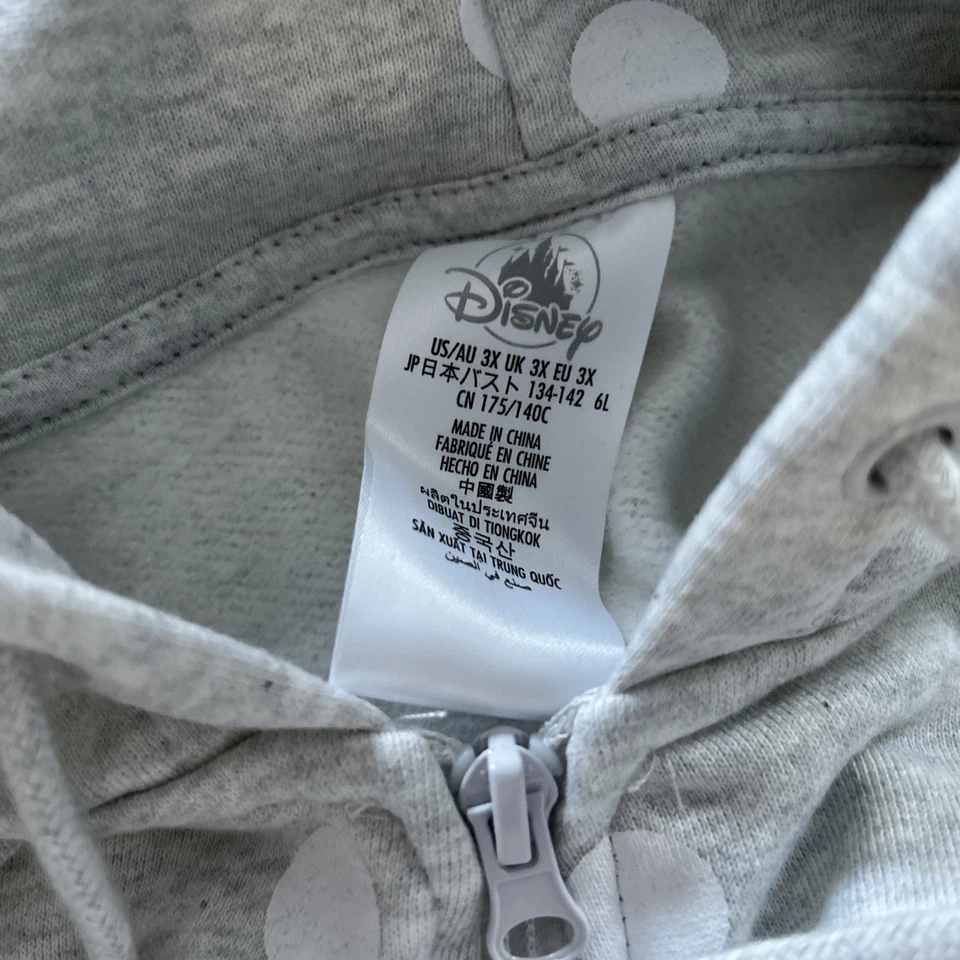 Disney
US/AU 3X UK 3X EU 3X
JP日本バスト 134-142 6L
CN 175/140C
MADE IN CHINA
FABRIQUÉ EN CHINE
HECHO EN CHINA
中國製
ผลิตในประเทศจีน
DIBUAT DI TIONGKOK
중국산
SẢN XUẤT TẠI TRUNG QUỐC
صنع في الصين